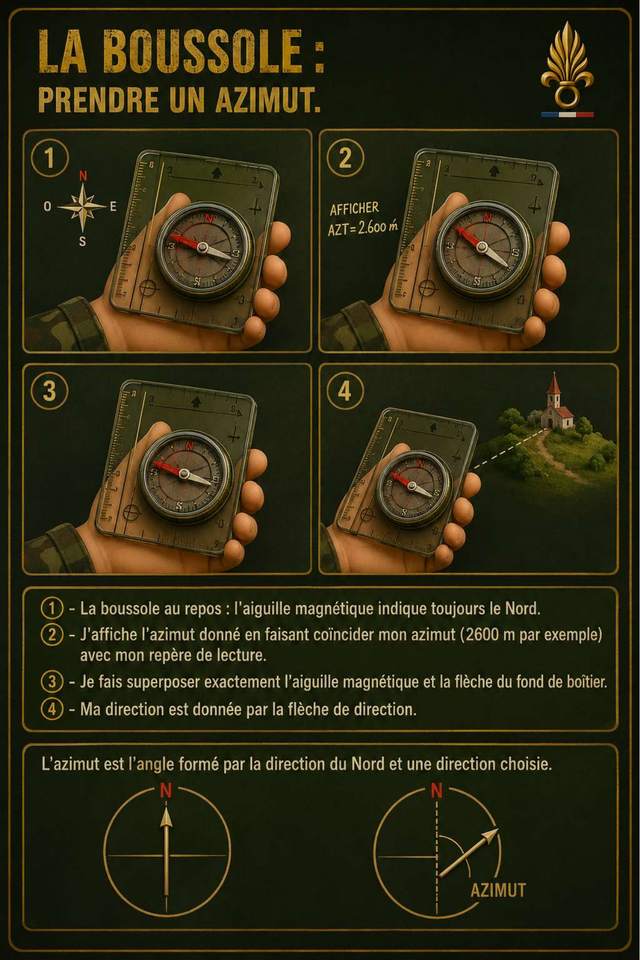 LA BOUSSOLE :
PRENDRE UN AZIMUT.
1
N
O E
S
2
AFFICHER
AZT = 2.600 ḿ
3
4
1 - La boussole au repos : l'aiguille magnétique indique toujours le Nord.
2 - J'affiche l'azimut donné en faisant coïncider mon azimut (2600 m par exemple)
avec mon repère de lecture.
3 - Je fais superposer exactement l'aiguille magnétique et la flèche du fond de boîtier.
4 - Ma direction est donnée par la flèche de direction.
L'azimut est l'angle formé par la direction du Nord et une direction choisie.
N
N
AZIMUT